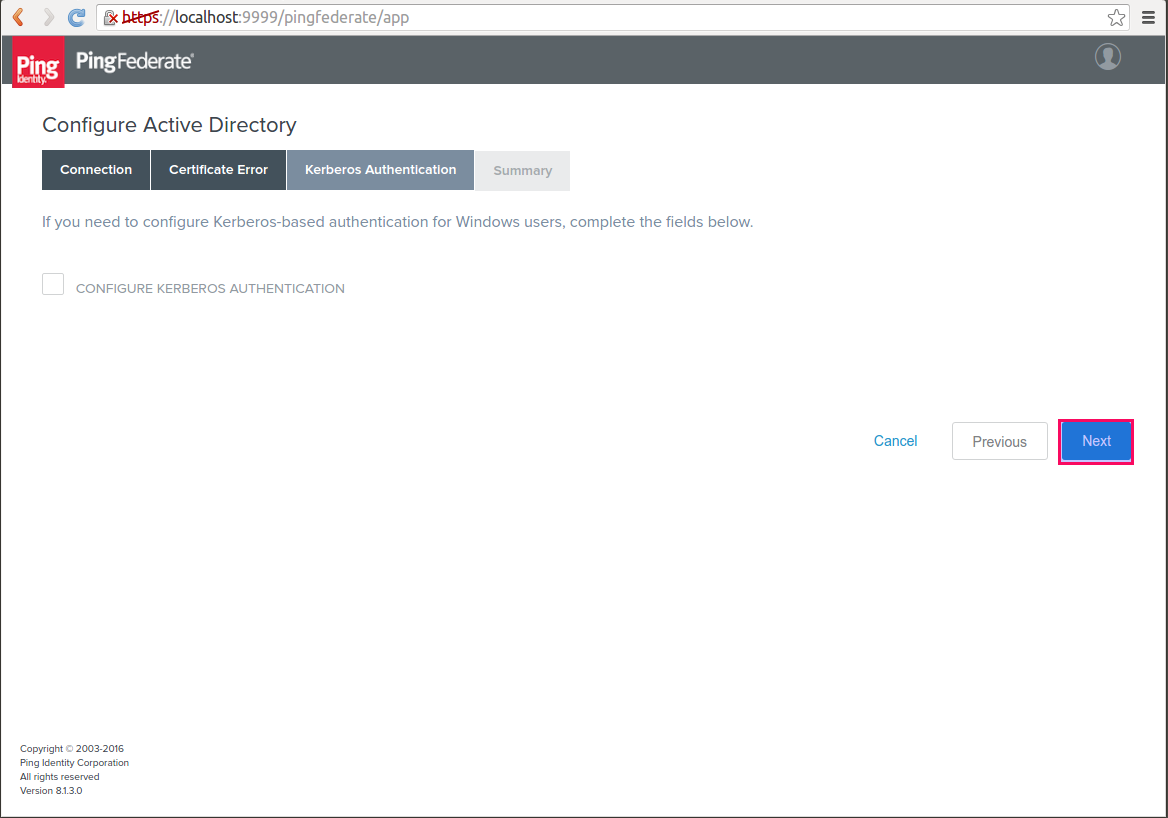 https://localhost:9999/pingfederate/app
Ping
Identity.
PingFederate®
Configure Active Directory
Connection
Certificate Error
Kerberos Authentication
Summary
If you need to configure Kerberos-based authentication for Windows users, complete the fields below.
CONFIGURE KERBEROS AUTHENTICATION
Cancel
Previous
Next
Copyright © 2003-2016
Ping Identity Corporation
All rights reserved
Version 8.1.3.0